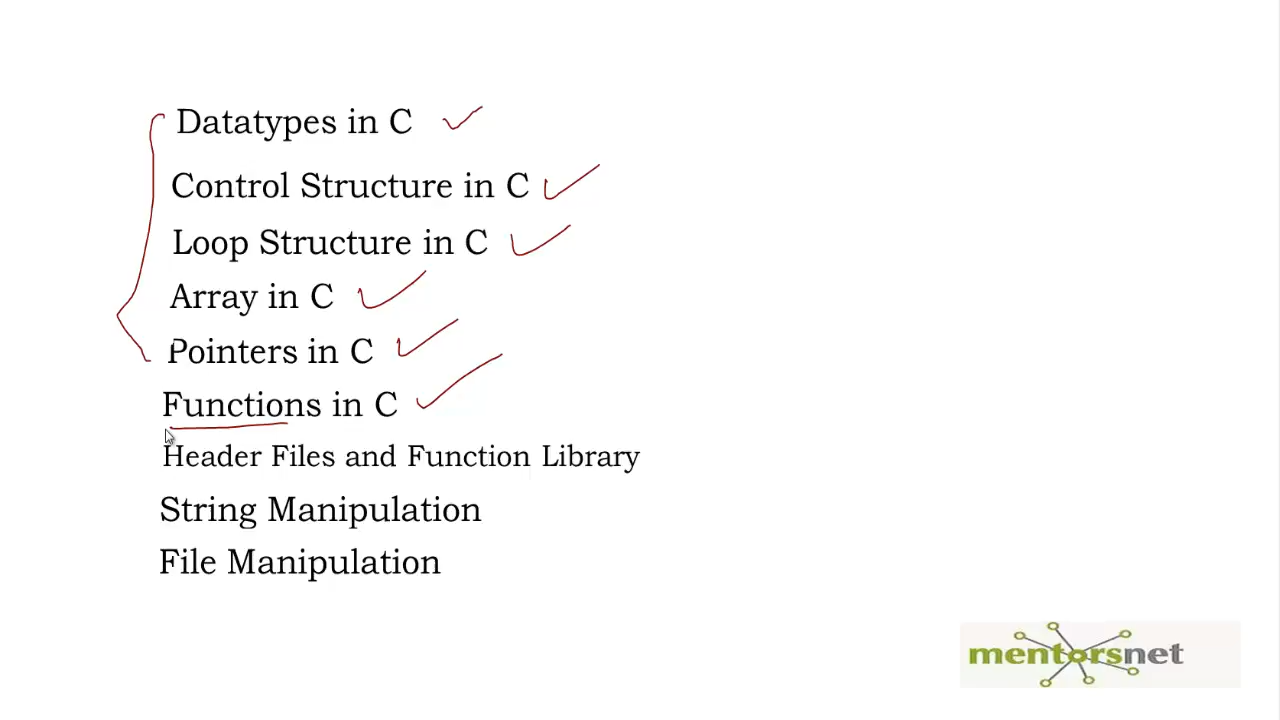 Datatypes in C
Control Structure in C
Loop Structure in C
Array in C
Pointers in C
Functions in C
Header Files and Function Library
String Manipulation
File Manipulation
mentorsnet